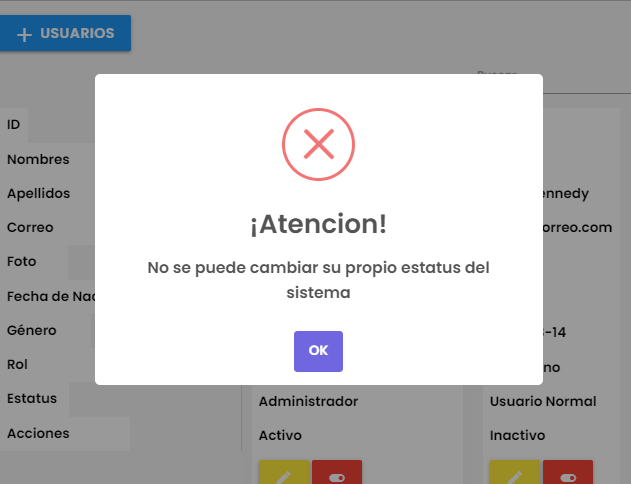 USUARIOS
ID
Nombres
Apellidos
Correo
Foto
Fecha de Nac
Género
Rol
Estatus
Acciones
¡Atencion!
No se puede cambiar su propio estatus del
sistema
OK
ennedy
orreo.com
3-14
no
Administrador
Usuario Normal
Activo
Inactivo